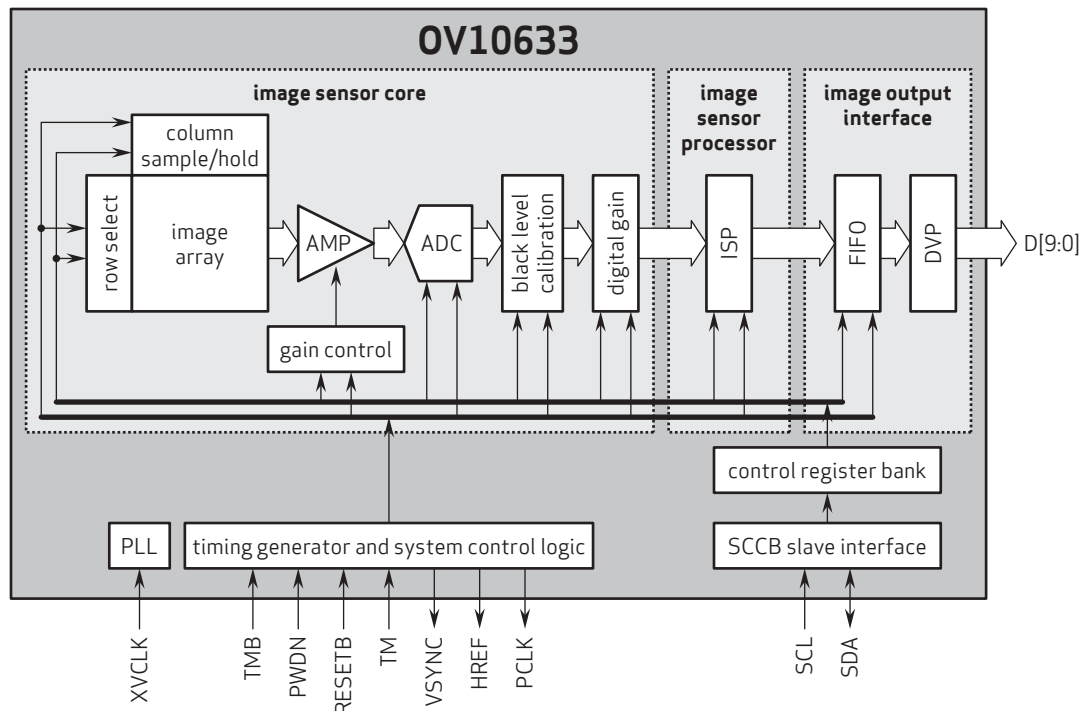 OV10633
image sensor core
image
sensor
processor
image output
interface
column
sample/hold
row select
image
array
AMP
ADC
black level
calibration
digital gain
ISP
FIFO
DVP
D[9:0]
gain control
control register bank
PLL
timing generator and system control logic
SCCB slave interface
XVCLK
TMB
PWDN
RESETB
TM
VSYNC
HREF
PCLK
SCL
SDA